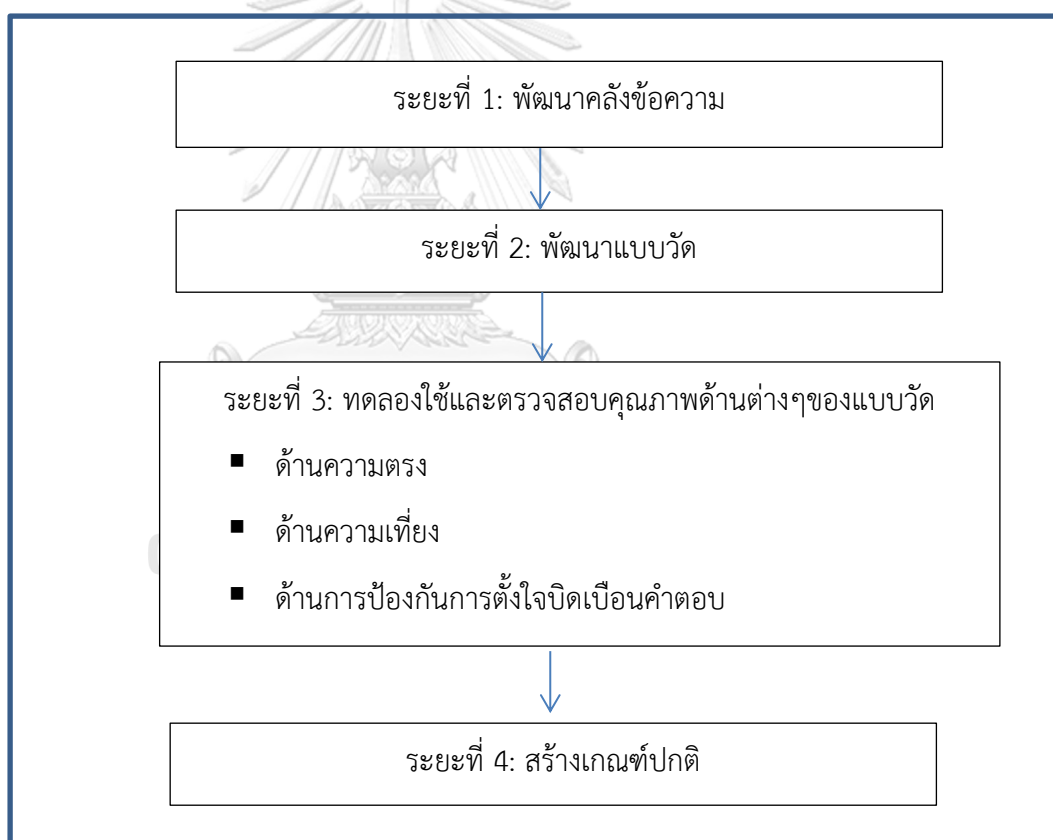 ระยะที่ 1: พัฒนาคลังข้อความ
ระยะที่ 2: พัฒนาแบบวัด
ระยะที่ 3: ทดลองใช้และตรวจสอบคุณภาพด้านต่างๆของแบบวัด
▪ ด้านความตรง
▪ ด้านความเที่ยง
▪ ด้านการป้องกันการตั้งใจบิดเบือนคำตอบ
ระยะที่ 4: สร้างเกณฑ์ปกติ